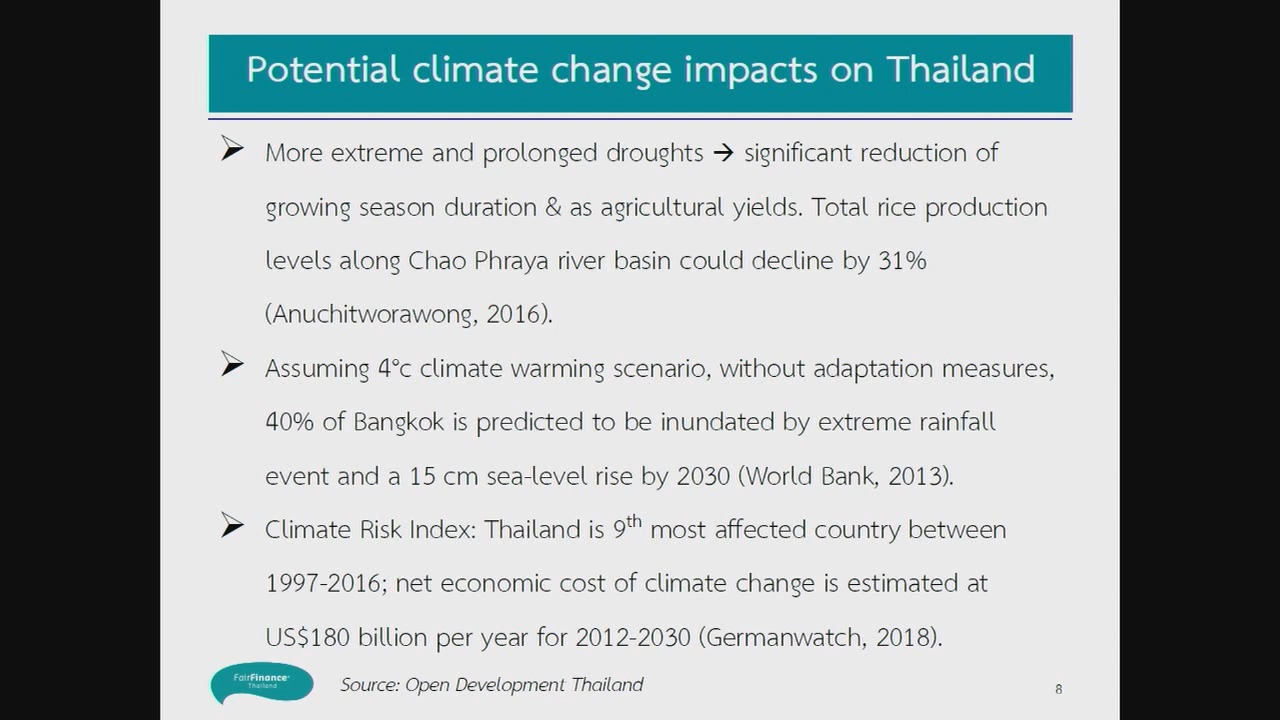 Potential climate change impacts on Thailand
➢ More extreme and prolonged droughts → significant reduction of
growing season duration & as agricultural yields. Total rice production
levels along Chao Phraya river basin could decline by 31%
(Anuchitworawong, 2016).
➢ Assuming 4°c climate warming scenario, without adaptation measures,
40% of Bangkok is predicted to be inundated by extreme rainfall
event and a 15 cm sea-level rise by 2030 (World Bank, 2013).
➢ Climate Risk Index: Thailand is 9th most affected country between
1997-2016; net economic cost of climate change is estimated at
US$180 billion per year for 2012-2030 (Germanwatch, 2018).
FairFinance
Thailand
Source: Open Development Thailand
8